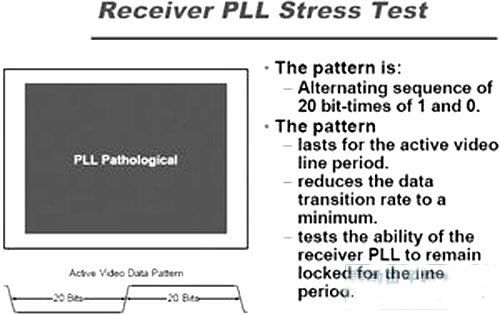 Receiver PLL Stress Test
PLL Pathological
Active Video Data Pattern
20 Bits
20 Bits
• The pattern is:
– Alternating sequence of
20 bit-times of 1 and 0.
• The pattern
– lasts for the active video
line period.
– reduces the data
transition rate to a
minimum.
– tests the ability of the
receiver PLL to remain
locked for the line
period.